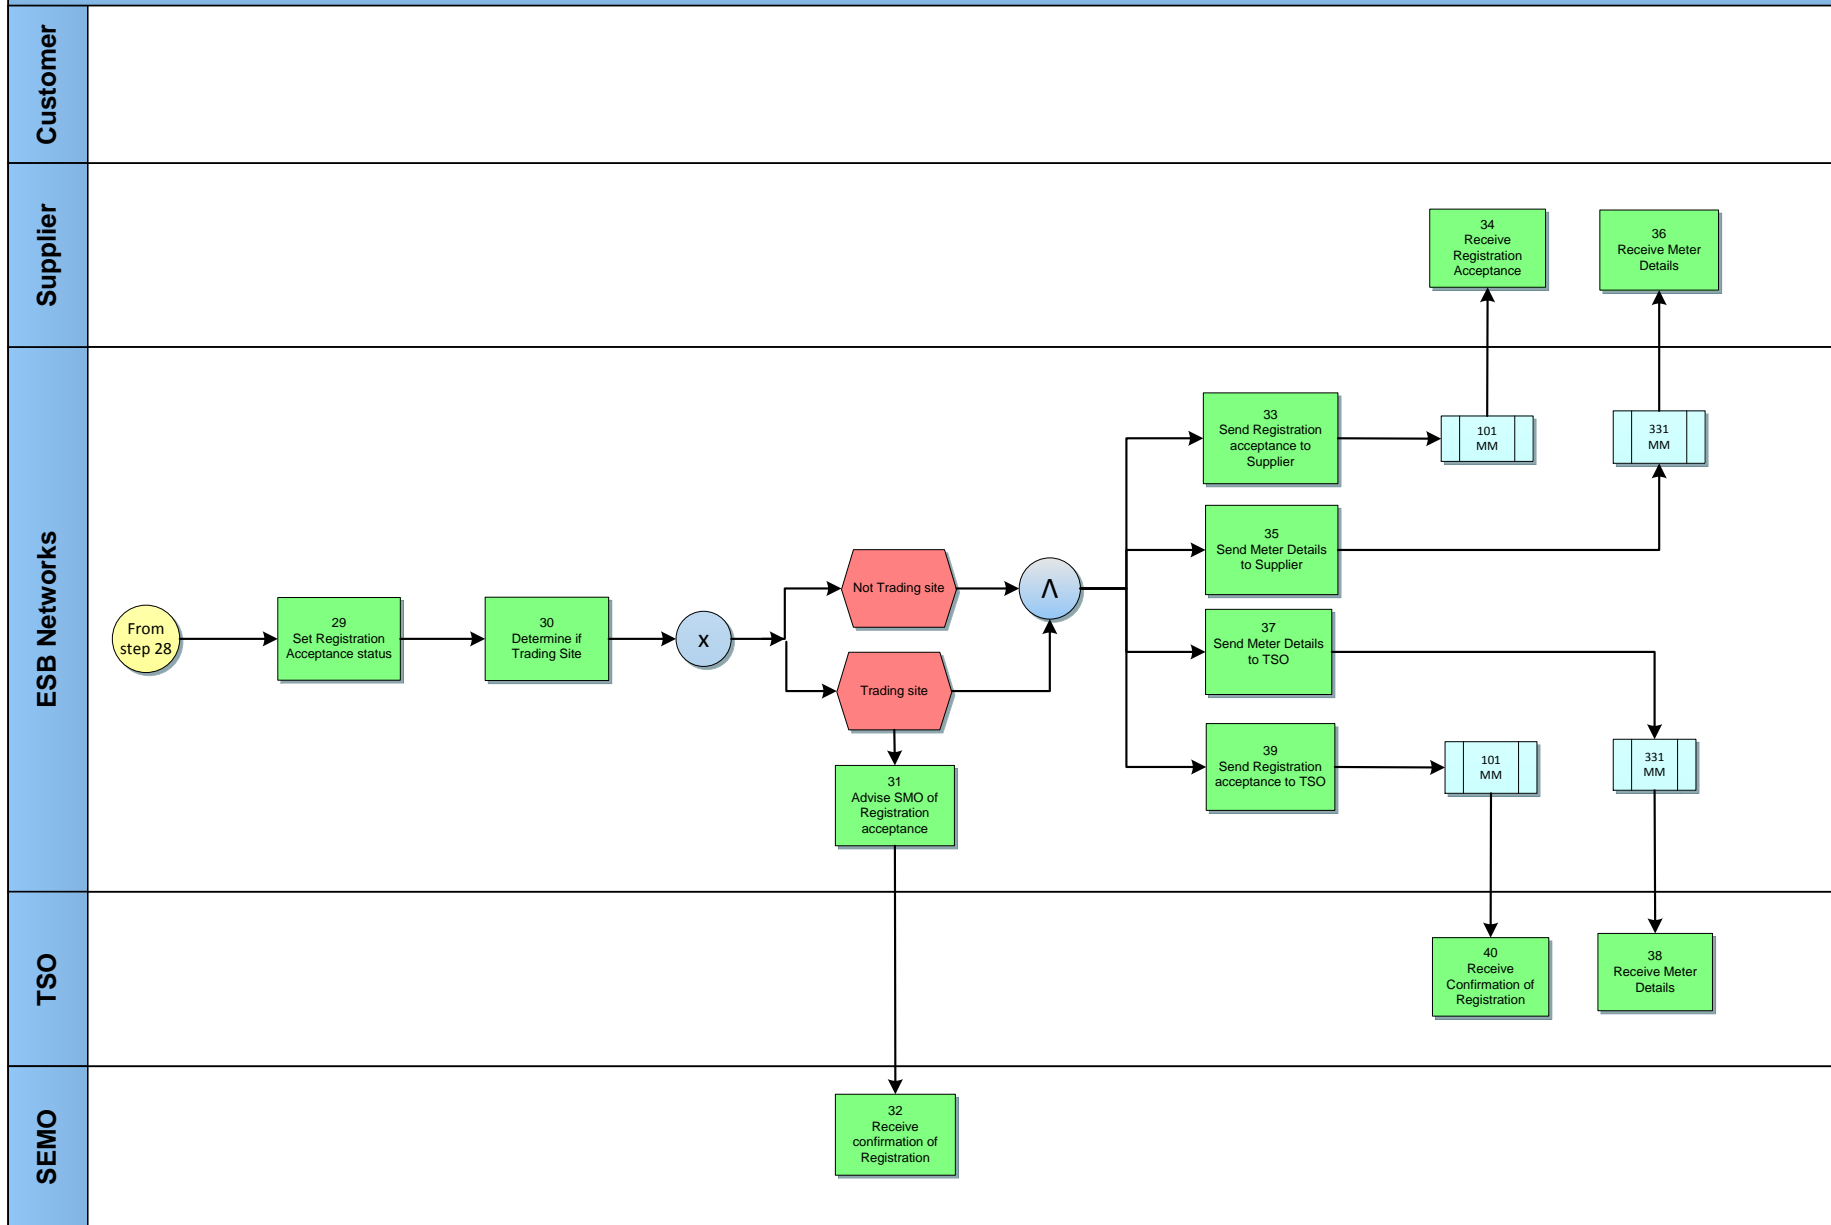 Customer
Supplier
34
Receive
Registration
Acceptance
36
Receive Meter
Details
ESB Networks
From
step 28
29
Set Registration
Acceptance status
30
Determine if
Trading Site
x
Not Trading site
Trading site
31
Advise SMO of
Registration
acceptance
Λ
33
Send Registration
acceptance to
Supplier
101
MM
331
MM
35
Send Meter Details
to Supplier
37
Send Meter Details
to TSO
39
Send Registration
acceptance to TSO
101
MM
331
MM
TSO
40
Receive
Confirmation of
Registration
38
Receive Meter
Details
SEMO
32
Receive
confirmation of
Registration